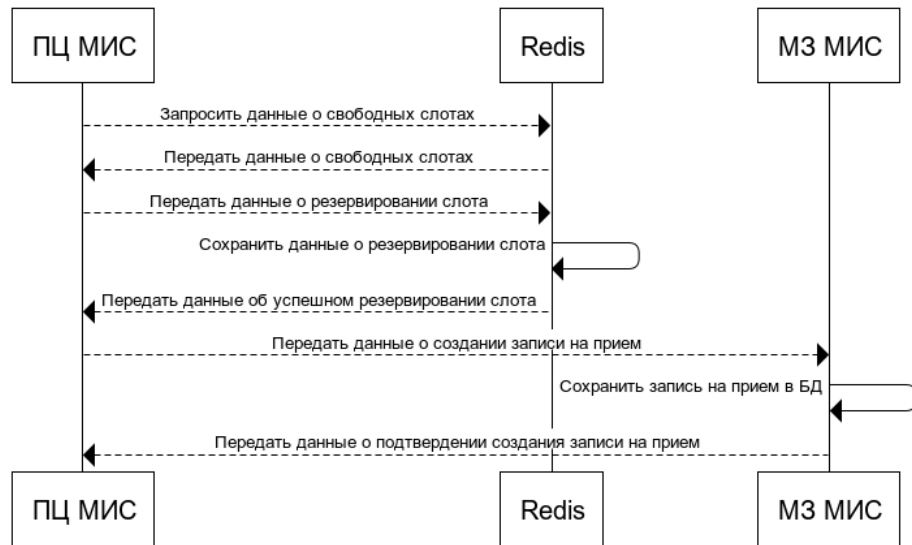 ПЦ МИС
Redis
МЗ МИС
Запросить данные о свободных слотах
Передать данные о свободных слотах
Передать данные о резервировании слота
Сохранить данные о резервировании слота
Передать данные об успешном резервировании слота
Передать данные о создании записи на прием
Сохранить запись на прием в БД
Передать данные о подтвердении создания записи на прием
ПЦ МИС
Redis
МЗ МИС